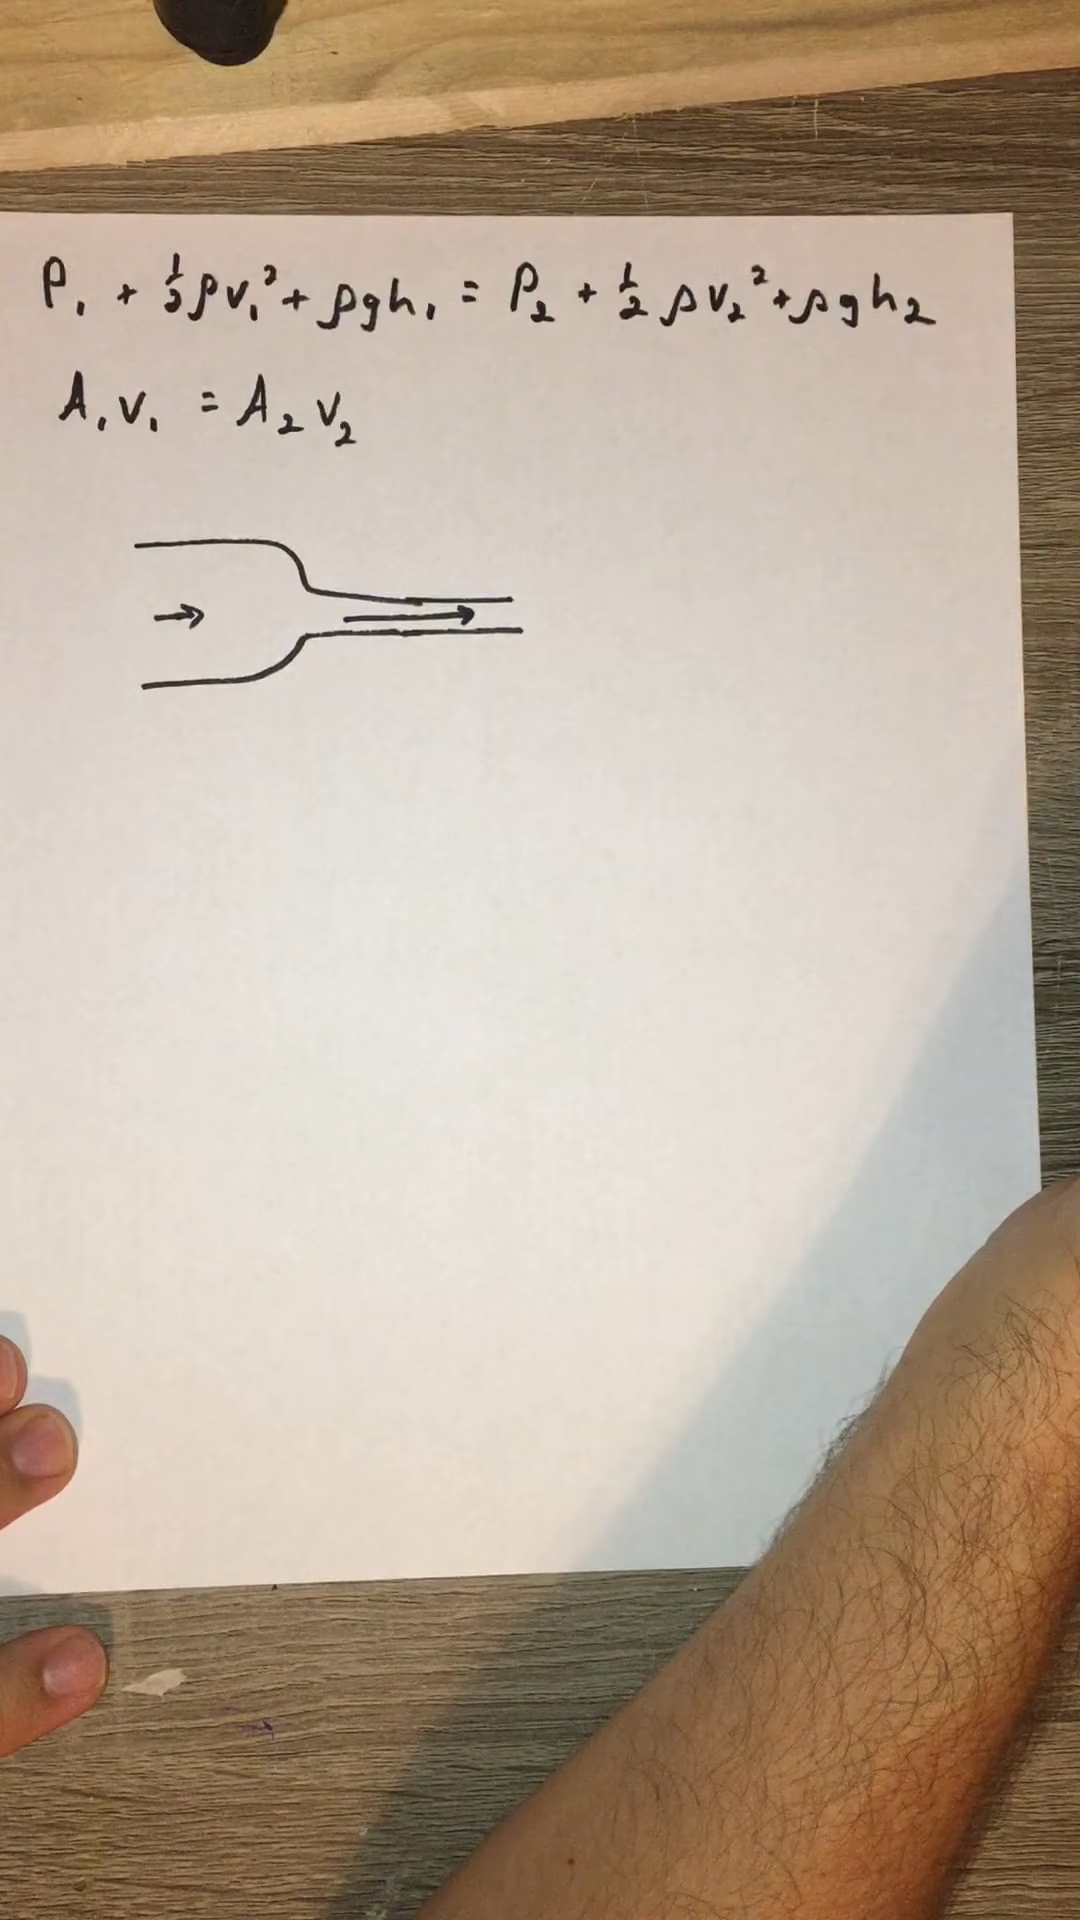 P₁ + ½ρv₁² + ρgh₁ = P₂ + ½ρv₂² + ρgh₂
A₁v₁ = A₂v₂